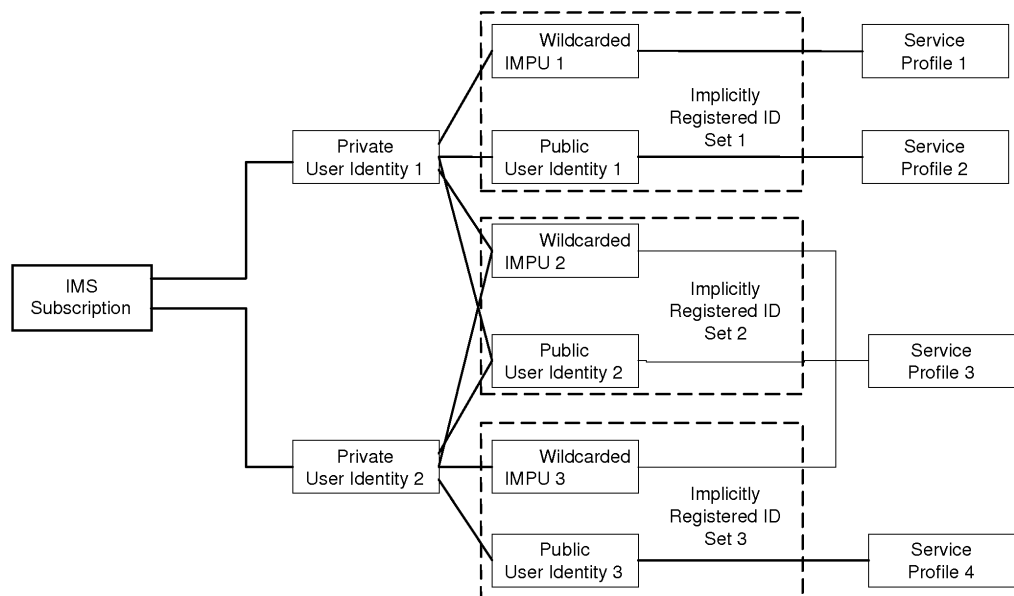 Wildcarded
IMPU 1
Service
Profile 1
Implicitly
Registered ID
Set 1
Private
User Identity 1
Public
User Identity 1
Service
Profile 2
Wildcarded
IMPU 2
IMS
Subscription
Implicitly
Registered ID
Set 2
Public
User Identity 2
Service
Profile 3
Private
User Identity 2
Wildcarded
IMPU 3
Implicitly
Registered ID
Set 3
Public
User Identity 3
Service
Profile 4